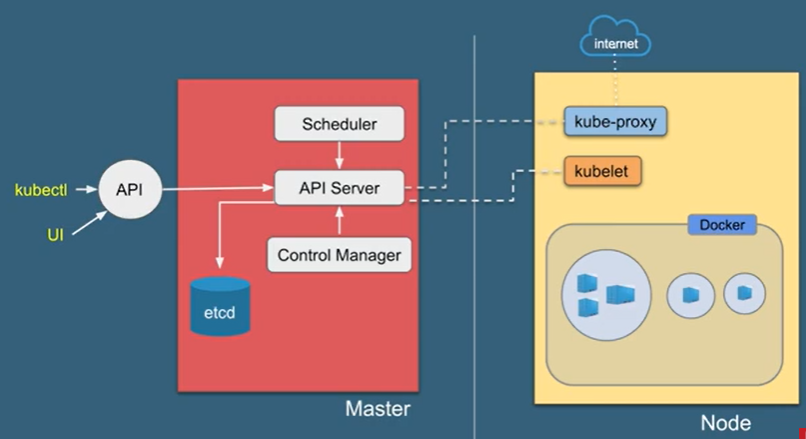 internet
Scheduler
kube-proxy
kubectl
API
API Server
kubelet
UI
Docker
Control Manager
etcd
Master
Node